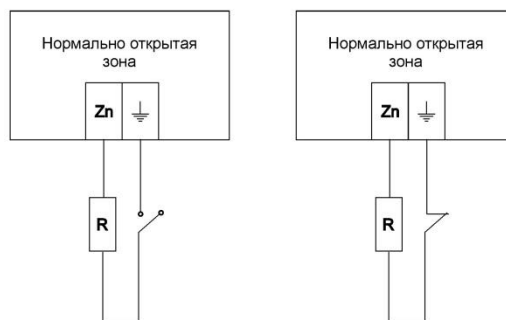 Нормально открытая
зона
Zn
R
Нормально открытая
зона
Zn
R